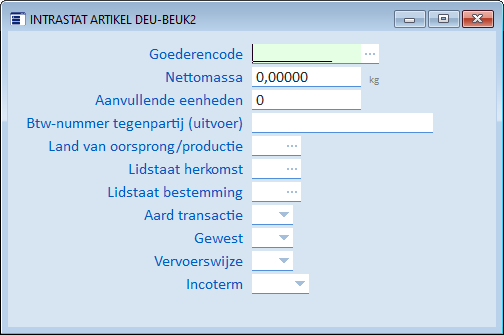 INTRASTAT ARTIKEL DEU-BEUK2
Goederencode
Nettomassa 0,00000 kg
Aanvullende eenheden 0
Btw-nummer tegenpartij (uitvoer)
Land van oorsprong/productie
Lidstaat herkomst
Lidstaat bestemming
Aard transactie
Gewest
Vervoerswijze
Incoterm